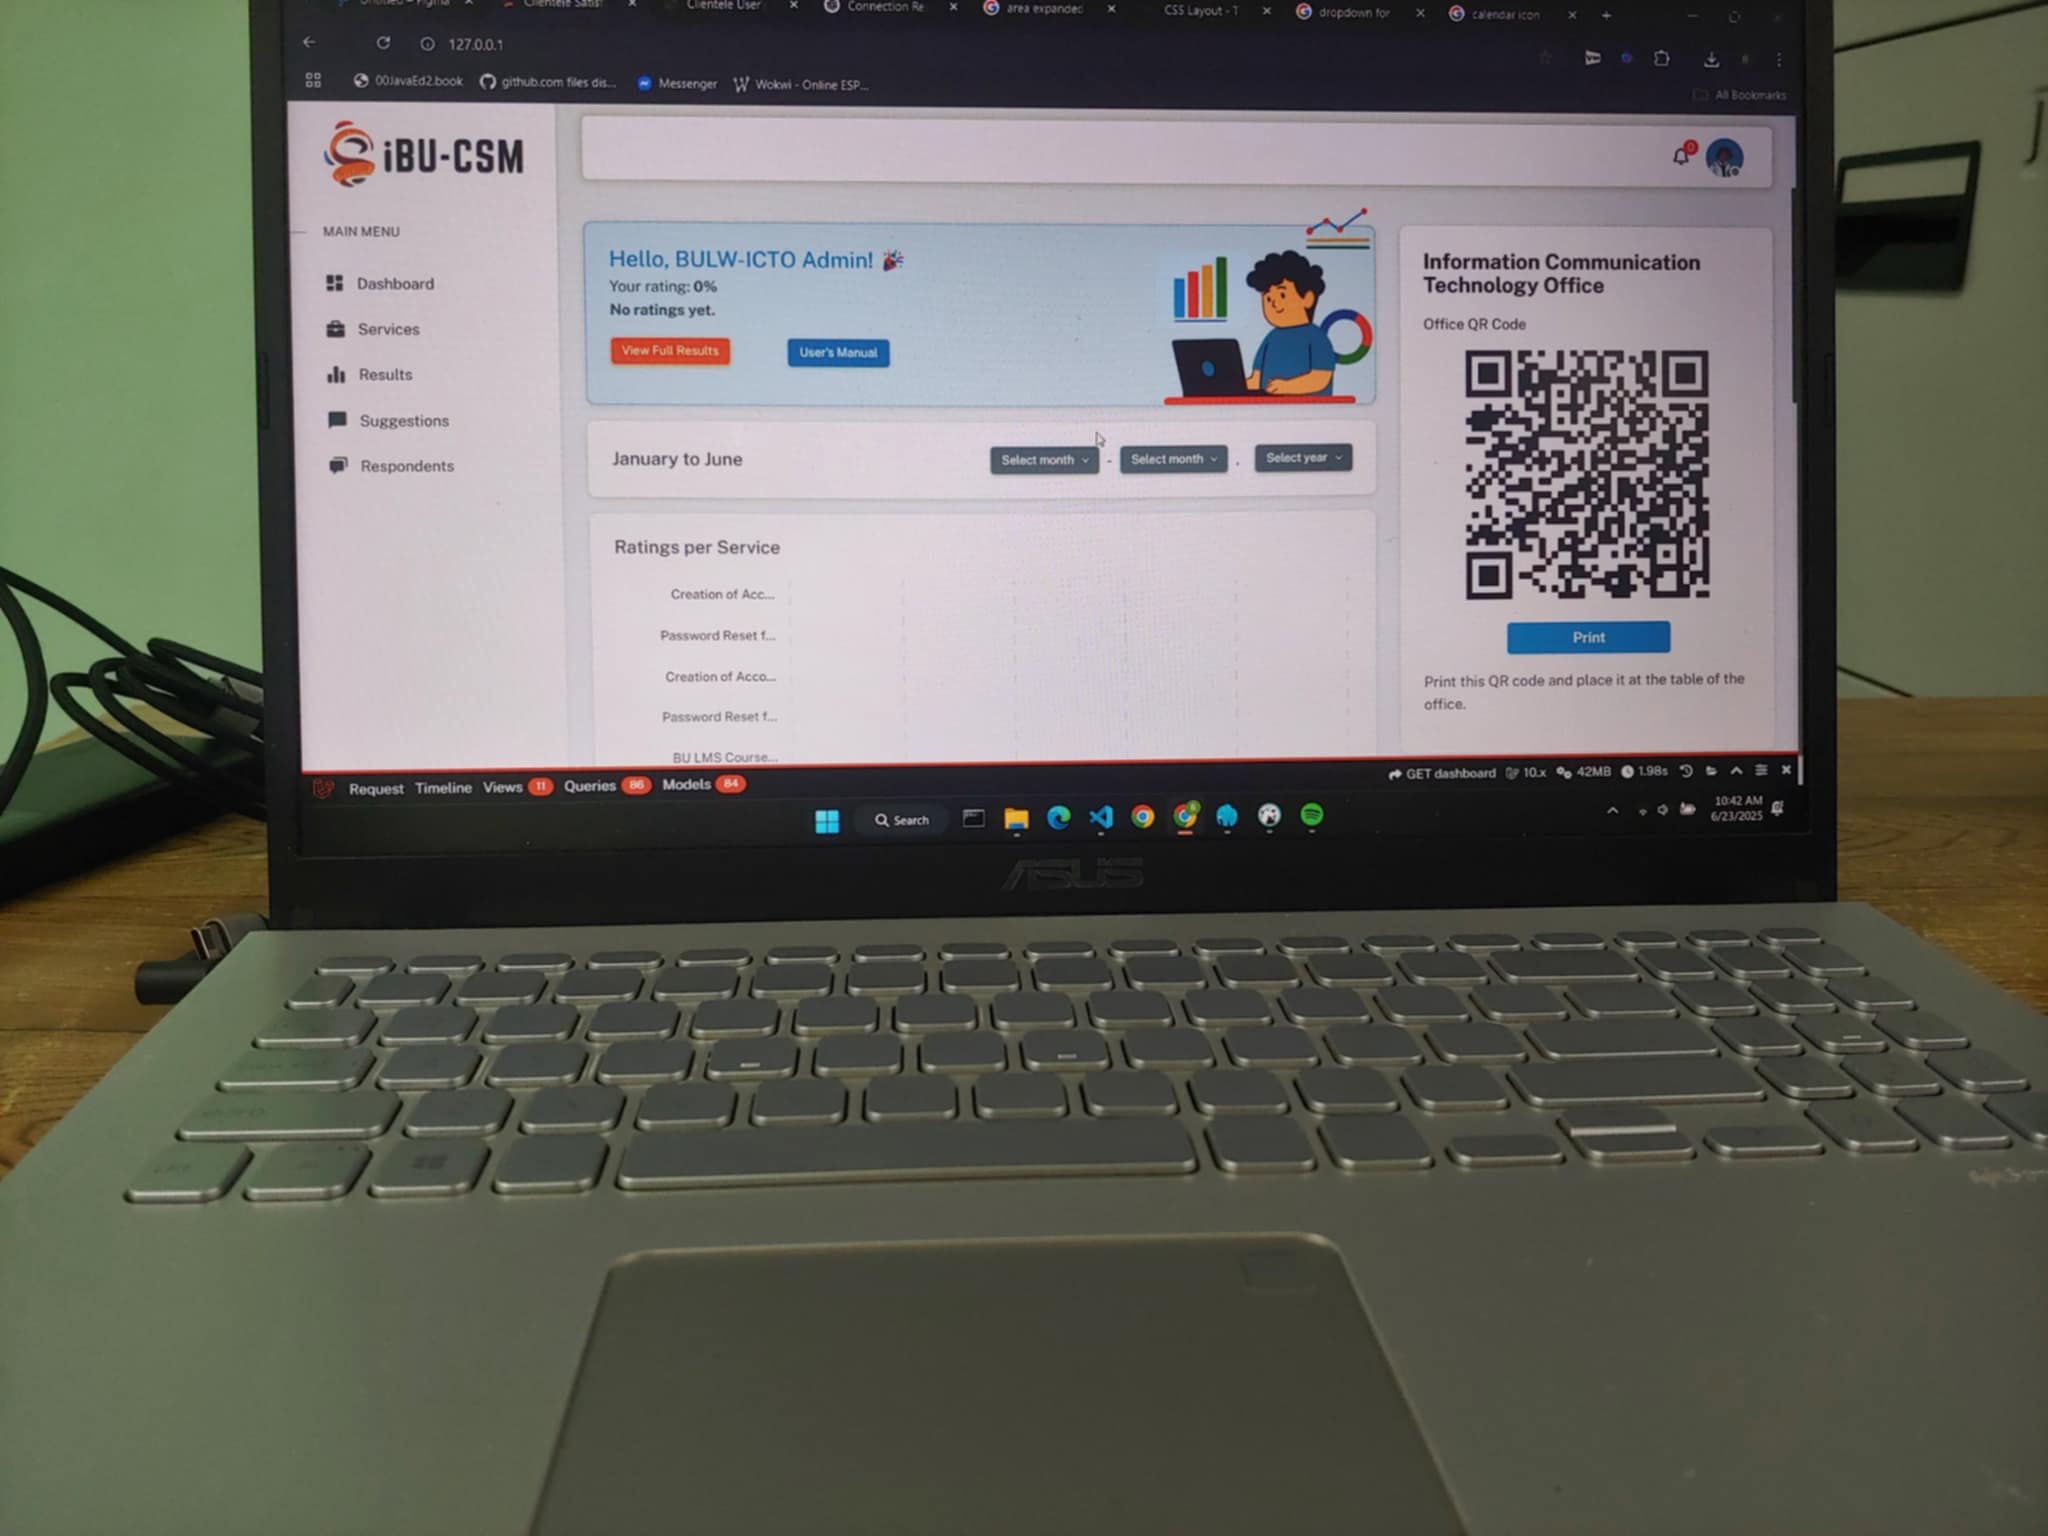 Untitled – Figma
Clientele Satis
Clientele User
Connection Re
area expanded
CSS Layout - T
dropdown for
calendar icon
127.0.0.1
00JavaEd2.book
github.com files dis...
Messenger
Wokwi - Online ESP...
All Bookmarks
iBU-CSM
0
MAIN MENU
Dashboard
Services
Results
Suggestions
Respondents
Hello, BULW-ICTO Admin!
Your rating: 0%
No ratings yet.
View Full Results
User's Manual
January to June
Select month
-
Select month
.
Select year
Ratings per Service
Creation of Acc...
Password Reset f...
Creation of Acco...
Password Reset f...
BU LMS Course...
Information Communication
Technology Office
Office QR Code
Print
Print this QR code and place it at the table of the
office.
Request
Timeline
Views 11
Queries 86
Models 84
GET dashboard
10.x
42MB
1.98s
Search
10:42 AM
6/23/2025
ASUS